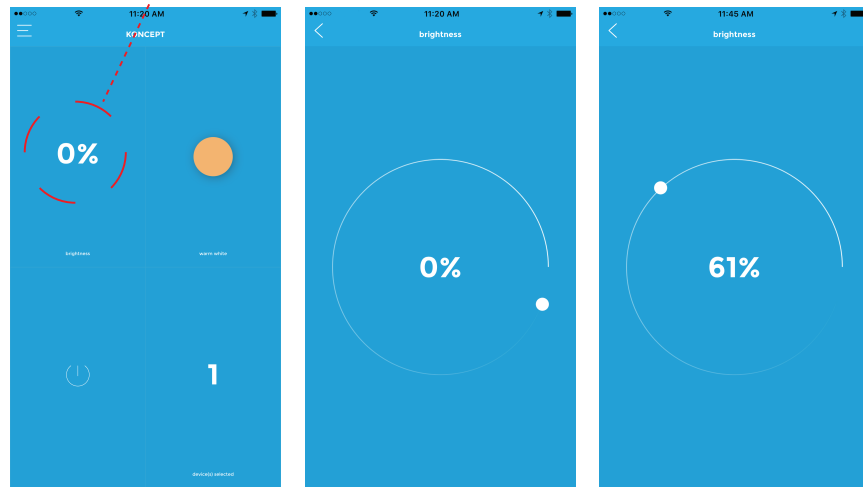 11:20 AM
KONCEPT
0%
brightness
warm white
1
device(s) selected
11:20 AM
brightness
0%
11:45 AM
brightness
61%